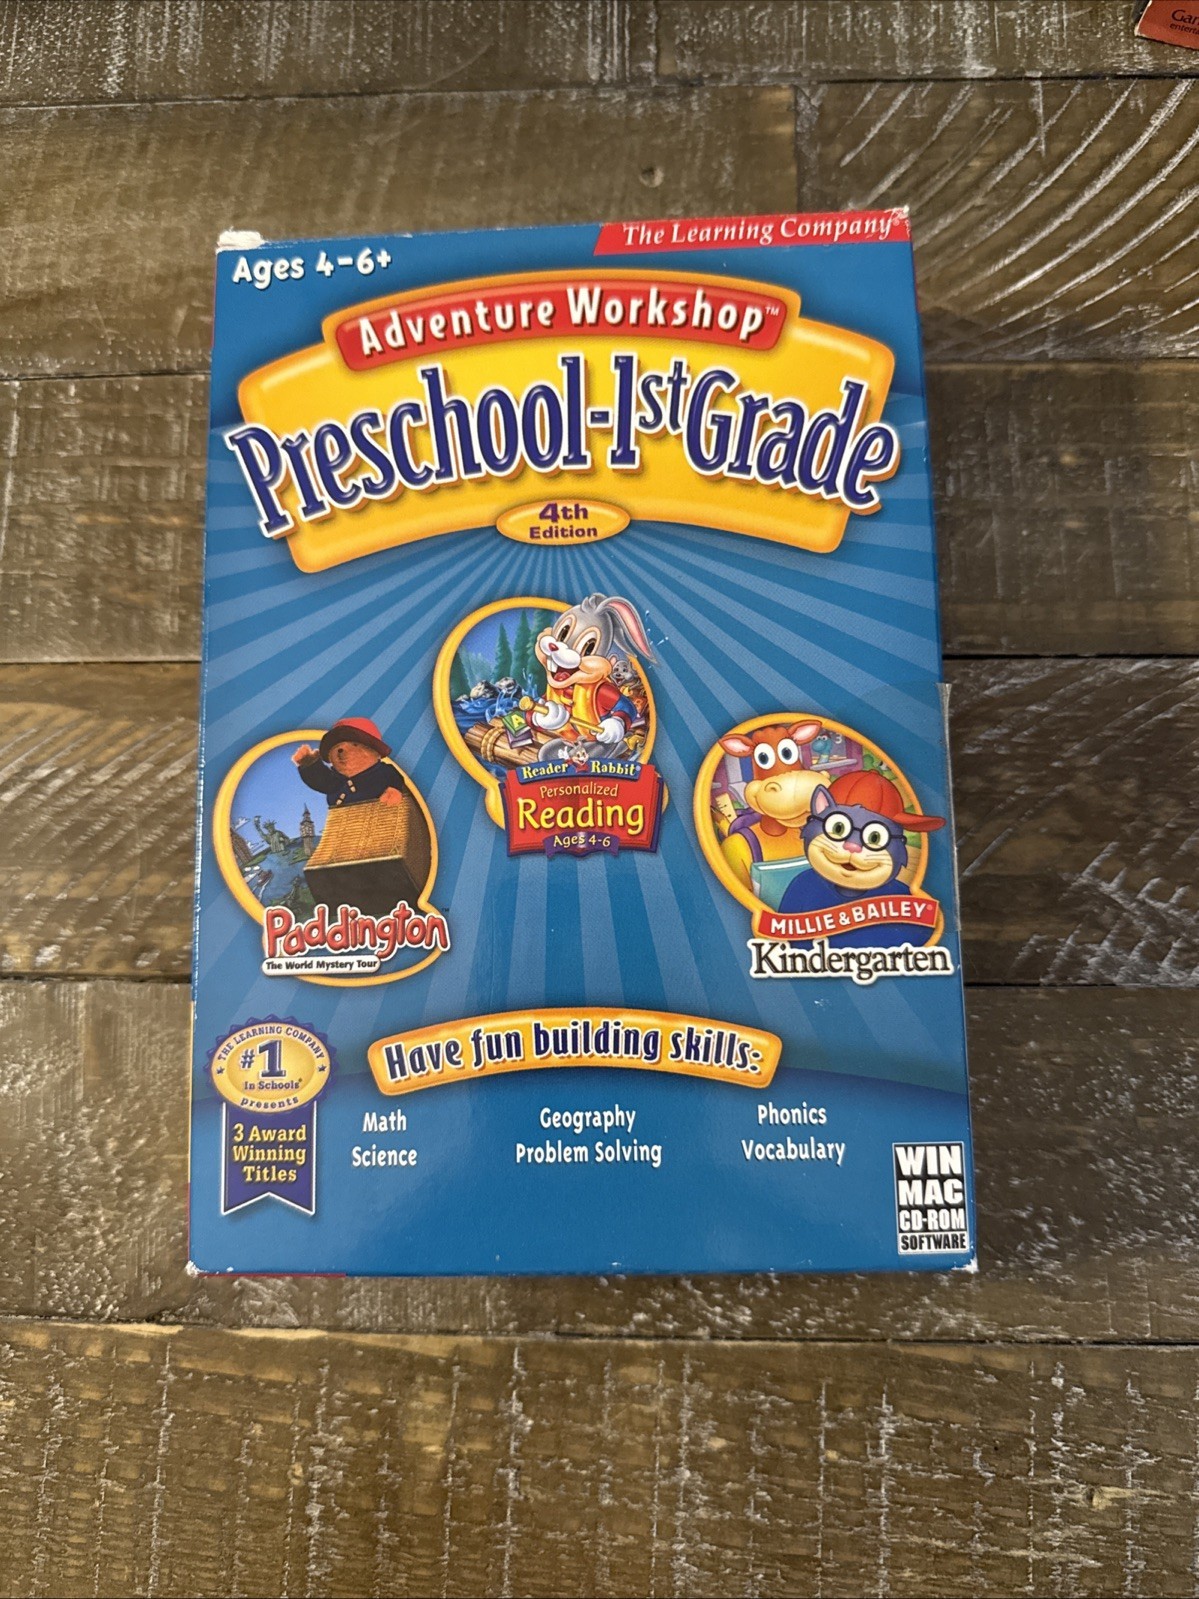 The Learning Company®
Ages 4-6+
Adventure Workshop™
Preschool-1st Grade
4th
Edition
Reader Rabbit®
Personalized
Reading
Ages 4-6
Paddington
The World Mystery Tour
MILLIE & BAILEY®
Kindergarten
Have fun building skills:
THE LEARNING COMPANY
#1
In Schools®
presents
3 Award
Winning
Titles
Math
Science
Geography
Problem Solving
Phonics
Vocabulary
WIN
MAC
CD-ROM
SOFTWARE